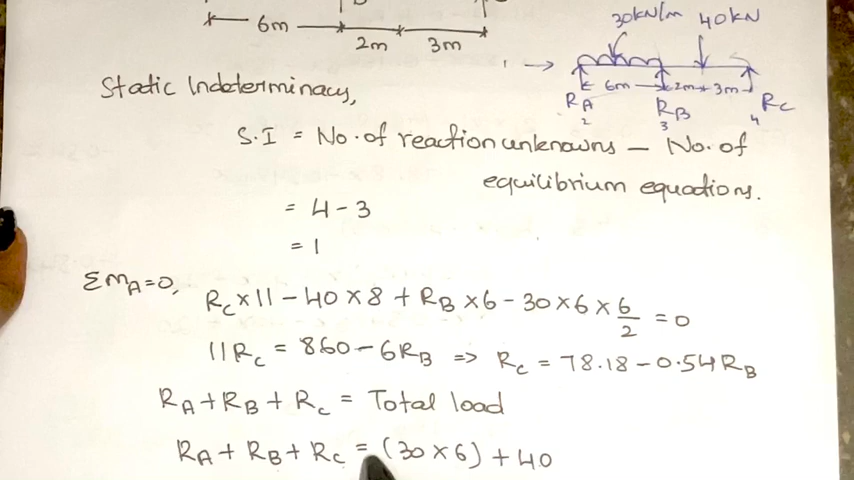 6m
2m 3m
30kN/m 40kN
1 → 6m 2m 3m
RA RB RC
2 3 4
Static Indeterminacy,
S.I = No. of reaction unknowns — No. of
equilibrium equations.
= 4 - 3
= 1
ΣMA=0, RC×11 - 40×8 + RB×6 - 30×6×6/2 = 0
11RC = 860 - 6RB => RC = 78.18 - 0.54RB
RA + RB + RC = Total load
RA + RB + RC = (30×6) + 40